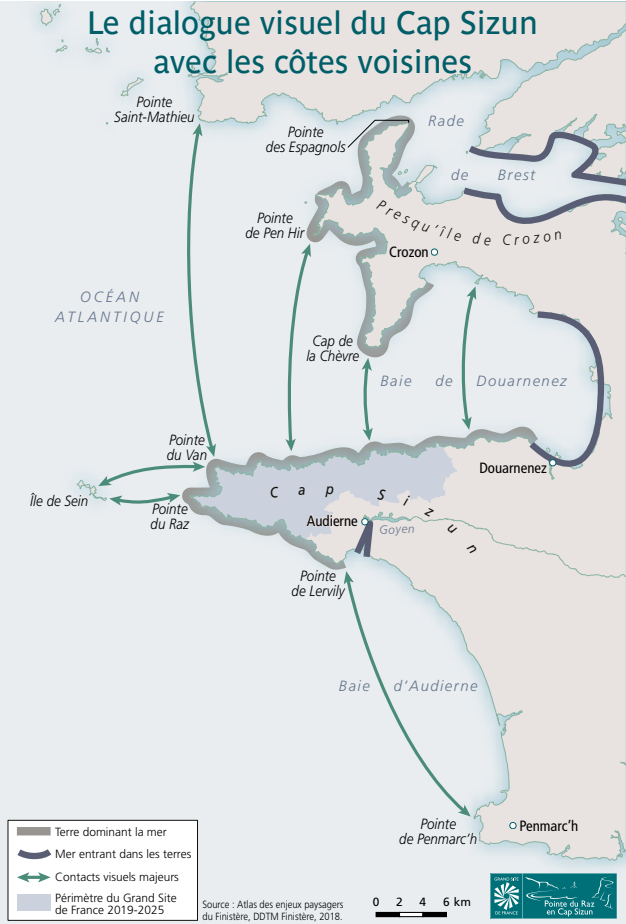 Le dialogue visuel du Cap Sizun
avec les côtes voisines
Pointe
Saint-Mathieu
Pointe
des Espagnols
Rade
de Brest
Pointe
de Pen Hir
Presqu'île de Crozon
Crozon
OCÉAN
ATLANTIQUE
Cap de
la Chèvre
Baie de Douarnenez
Pointe
du Van
Douarnenez
Île de Sein
Pointe
du Raz
Cap Sizun
Audierne
Goyen
Pointe
de Lervily
Baie d'Audierne
Pointe
de Penmarc'h
Penmarc'h
Terre dominant la mer
Mer entrant dans les terres
Contacts visuels majeurs
Périmètre du Grand Site
de France 2019-2025
Source : Atlas des enjeux paysagers
du Finistère, DDTM Finistère, 2018.
0 2 4 6 km
GRAND SITE
DE FRANCE
Pointe du Raz
en Cap Sizun